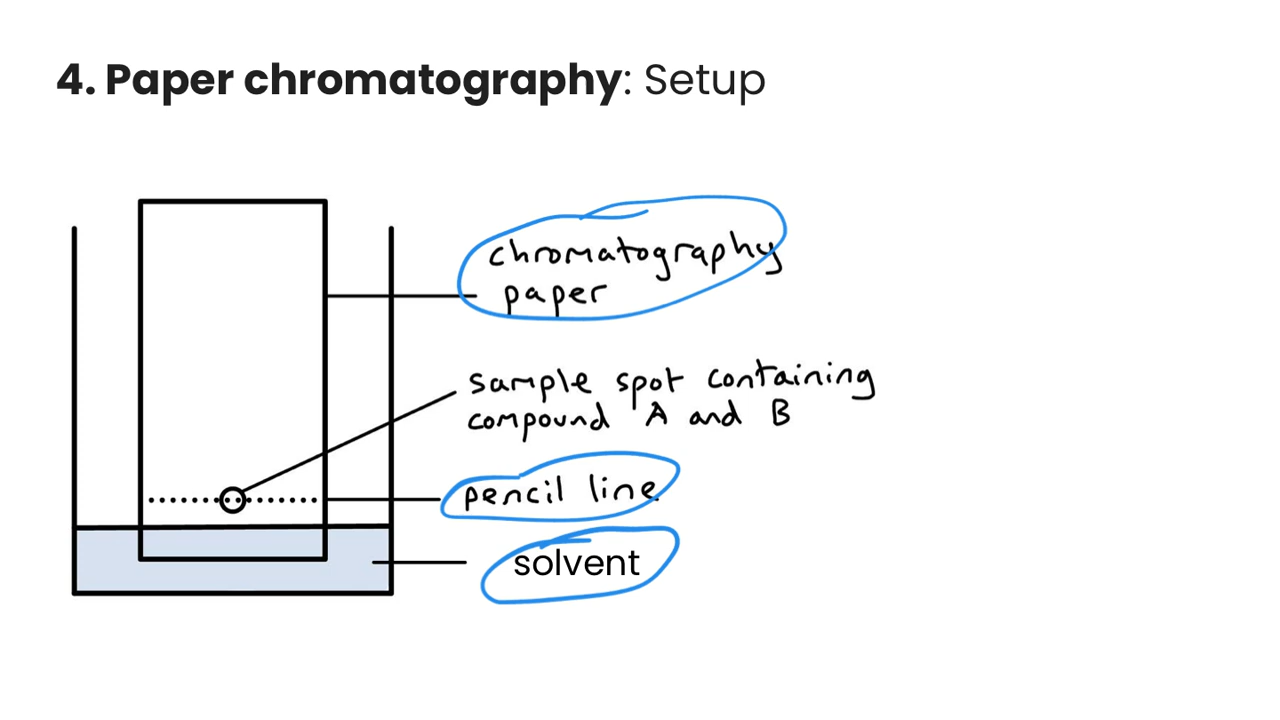 4. Paper chromatography: Setup
chromatography
paper
sample spot containing
compound A and B
pencil line
solvent